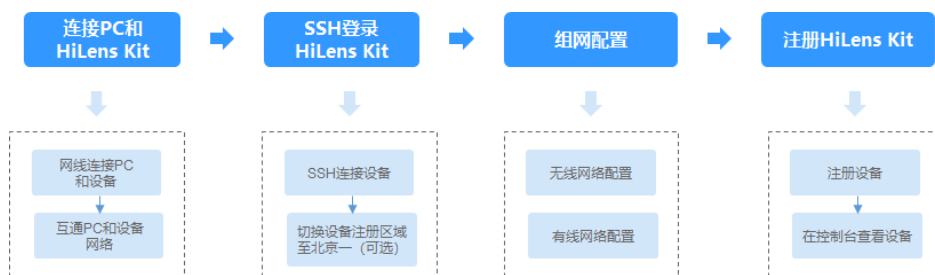 连接PC和
HiLens Kit
SSH登录
HiLens Kit
组网配置
注册HiLens Kit
网线连接PC
和设备
互通PC和设备
网络
SSH连接设备
切换设备注册区域
至北京一（可选）
无线网络配置
有线网络配置
注册设备
在控制台查看设备